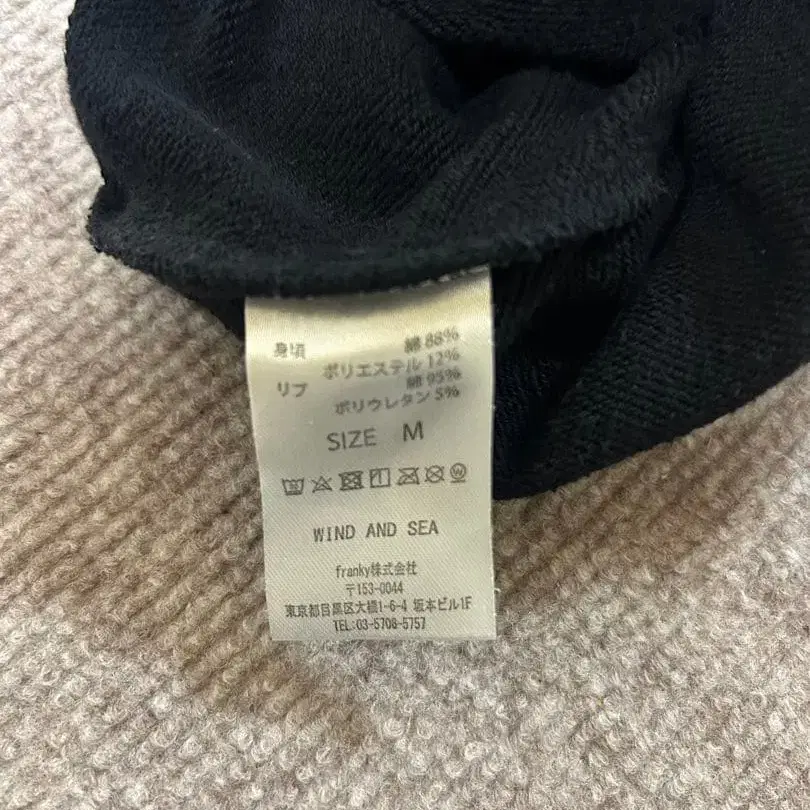 身頃 綿 88%
ポリエステル 12%
リブ 綿 95%
ポリウレタン 5%
SIZE M
WIND AND SEA
franky株式会社
〒153-0044
東京都目黒区大橋1-6-4 坂本ビル1F
TEL:03-5708-5757